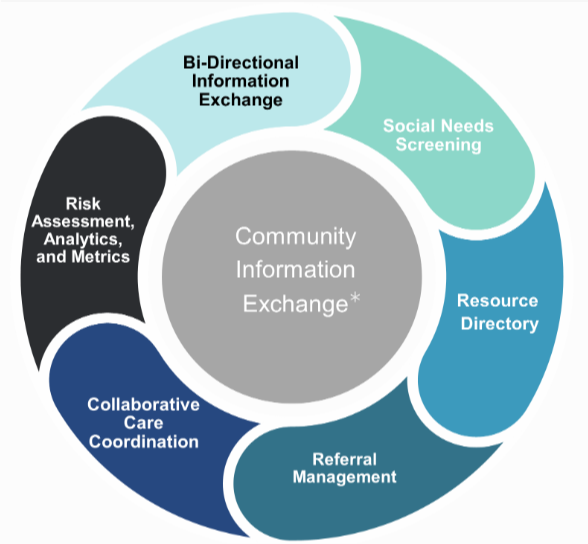 Bi-Directional
Information
Exchange
Social Needs
Screening
Resource
Directory
Referral
Management
Collaborative
Care
Coordination
Risk
Assessment,
Analytics,
and Metrics
Community
Information
Exchange*